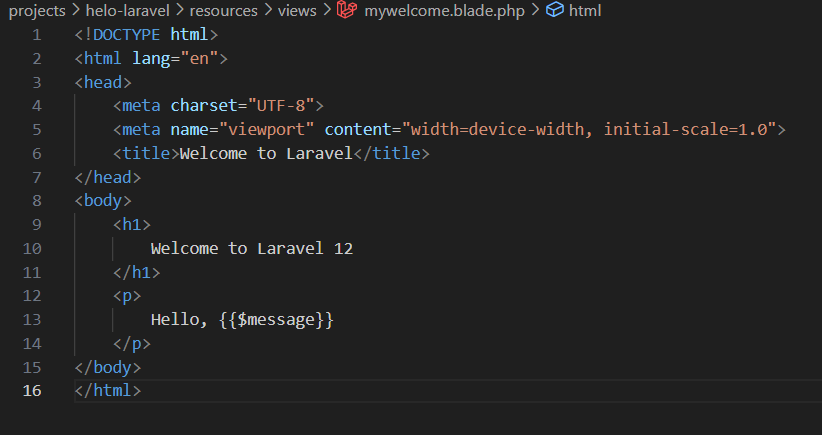 projects > helo-laravel > resources > views > mywelcome.blade.php > html
1 <!DOCTYPE html>
2 <html lang="en">
3 <head>
4     <meta charset="UTF-8">
5     <meta name="viewport" content="width=device-width, initial-scale=1.0">
6     <title>Welcome to Laravel</title>
7 </head>
8 <body>
9     <h1>
10         Welcome to Laravel 12
11     </h1>
12     <p>
13         Hello, {{$message}}
14     </p>
15 </body>
16 </html>